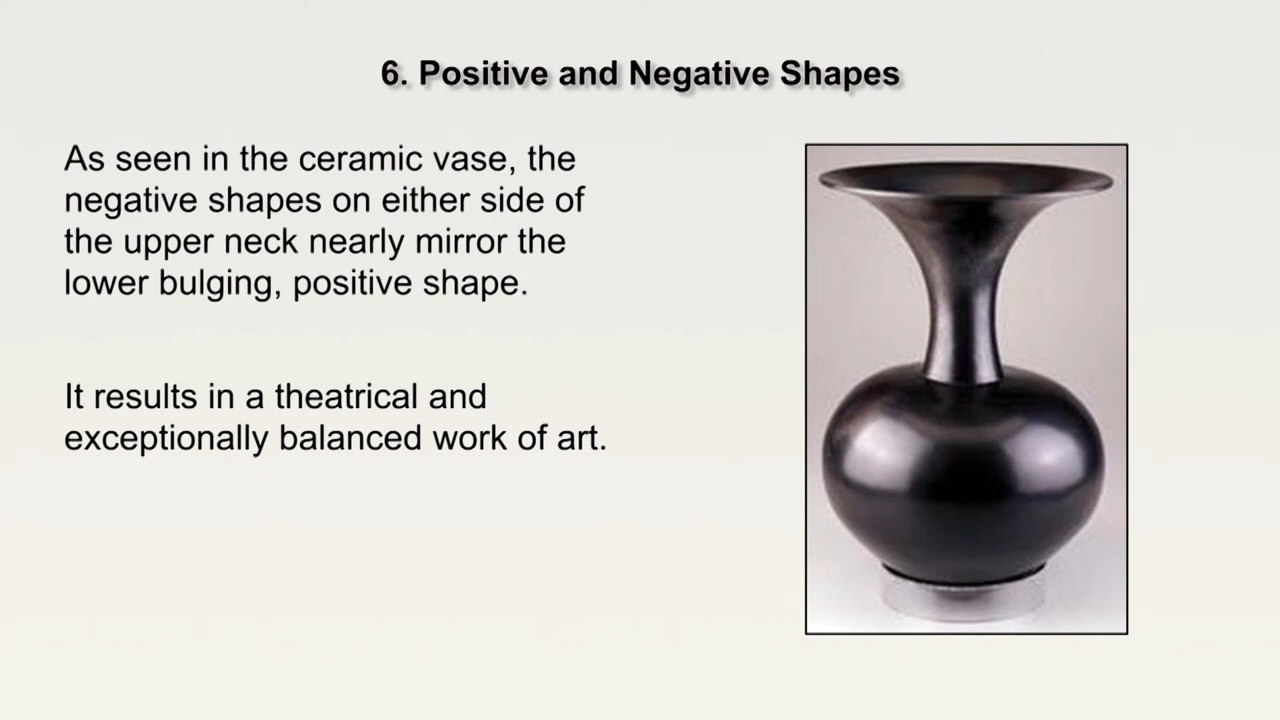 6. Positive and Negative Shapes
As seen in the ceramic vase, the
negative shapes on either side of
the upper neck nearly mirror the
lower bulging, positive shape.
It results in a theatrical and
exceptionally balanced work of art.